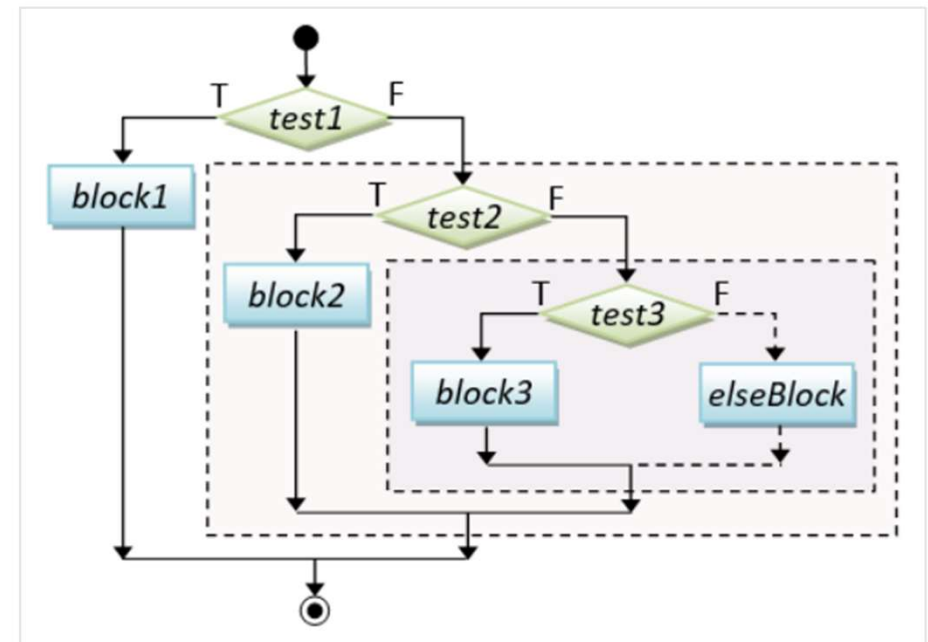 T
F
test1
block1
T
F
test2
block2
T
F
test3
block3
elseBlock